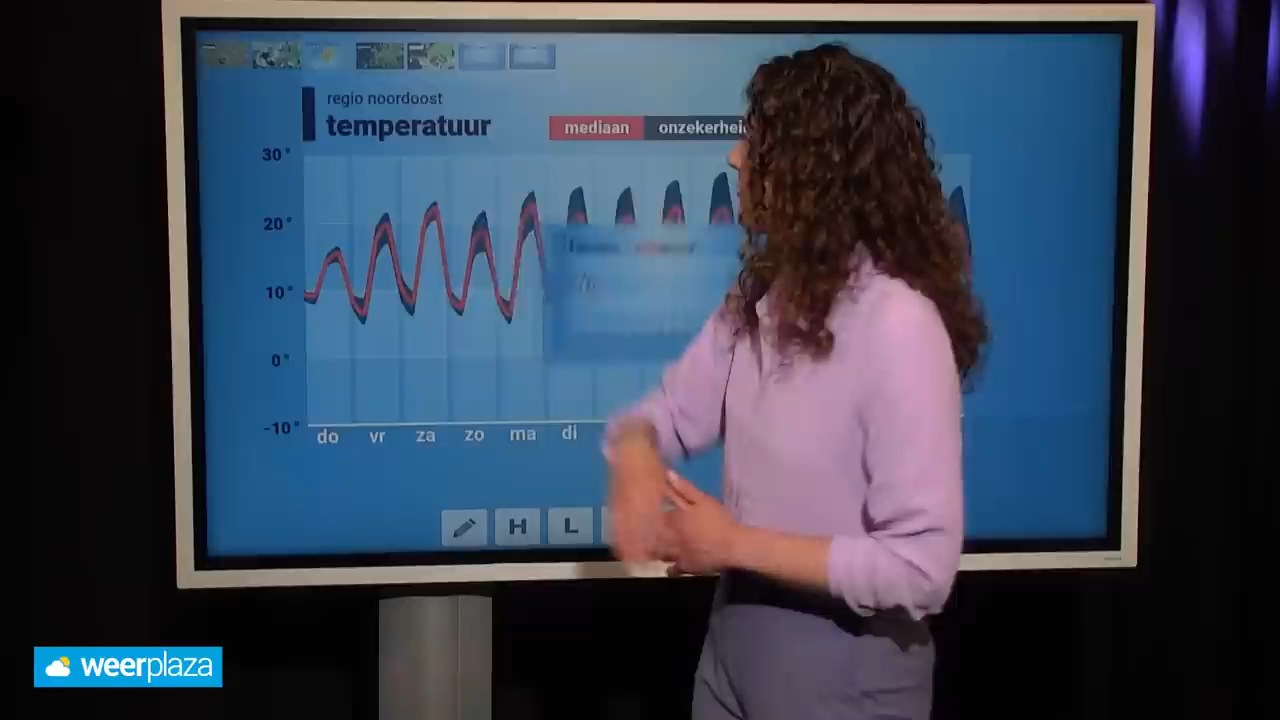 regio noordoost
temperatuur
mediaan onzekerheid
30°
20°
10°
0°
-10°
do vr za zo ma di
H L
weerplaza